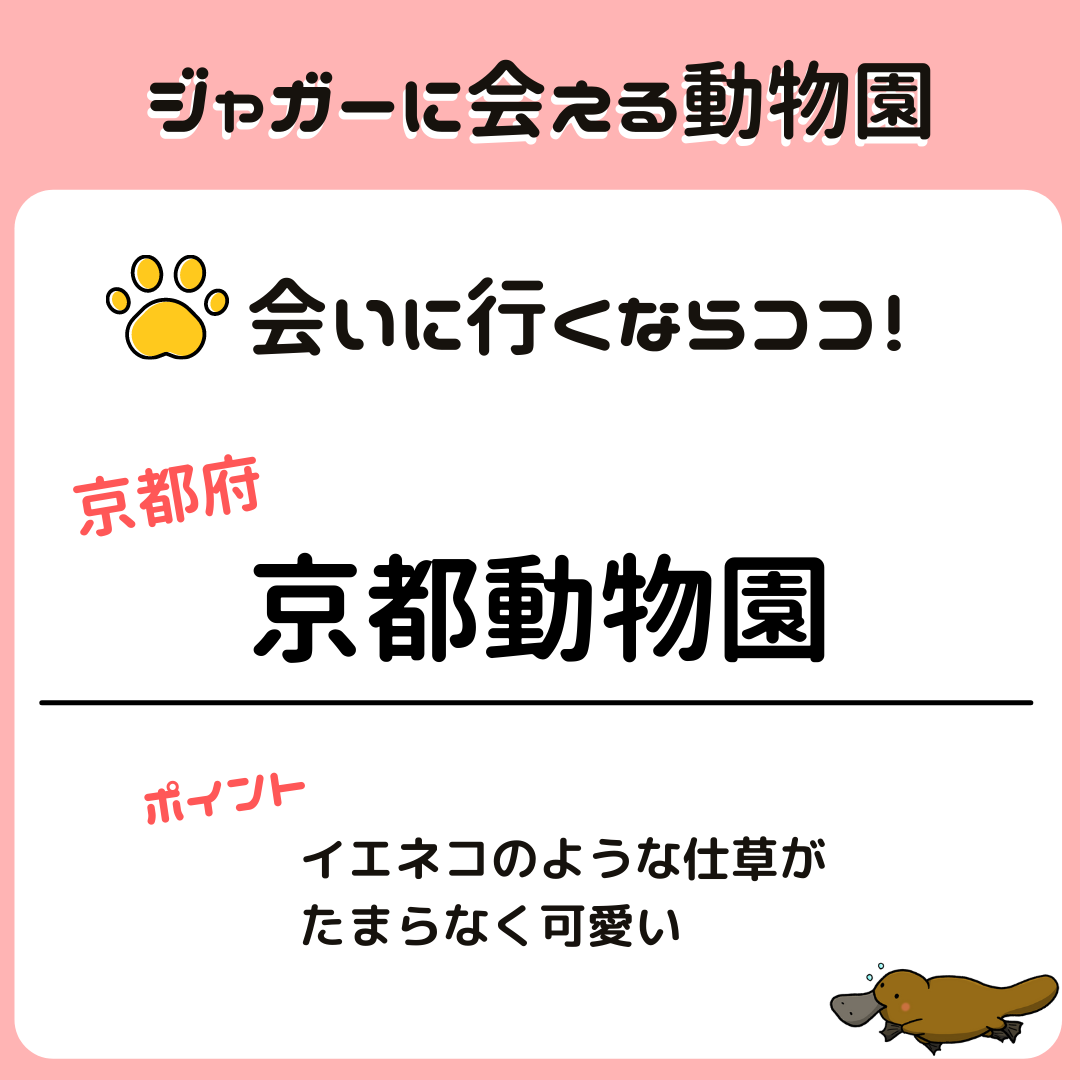 ジャガーに会える動物園
会いに行くならココ!
京都府
京都動物園
ポイント
イエネコのような仕草が
たまらなく可愛い